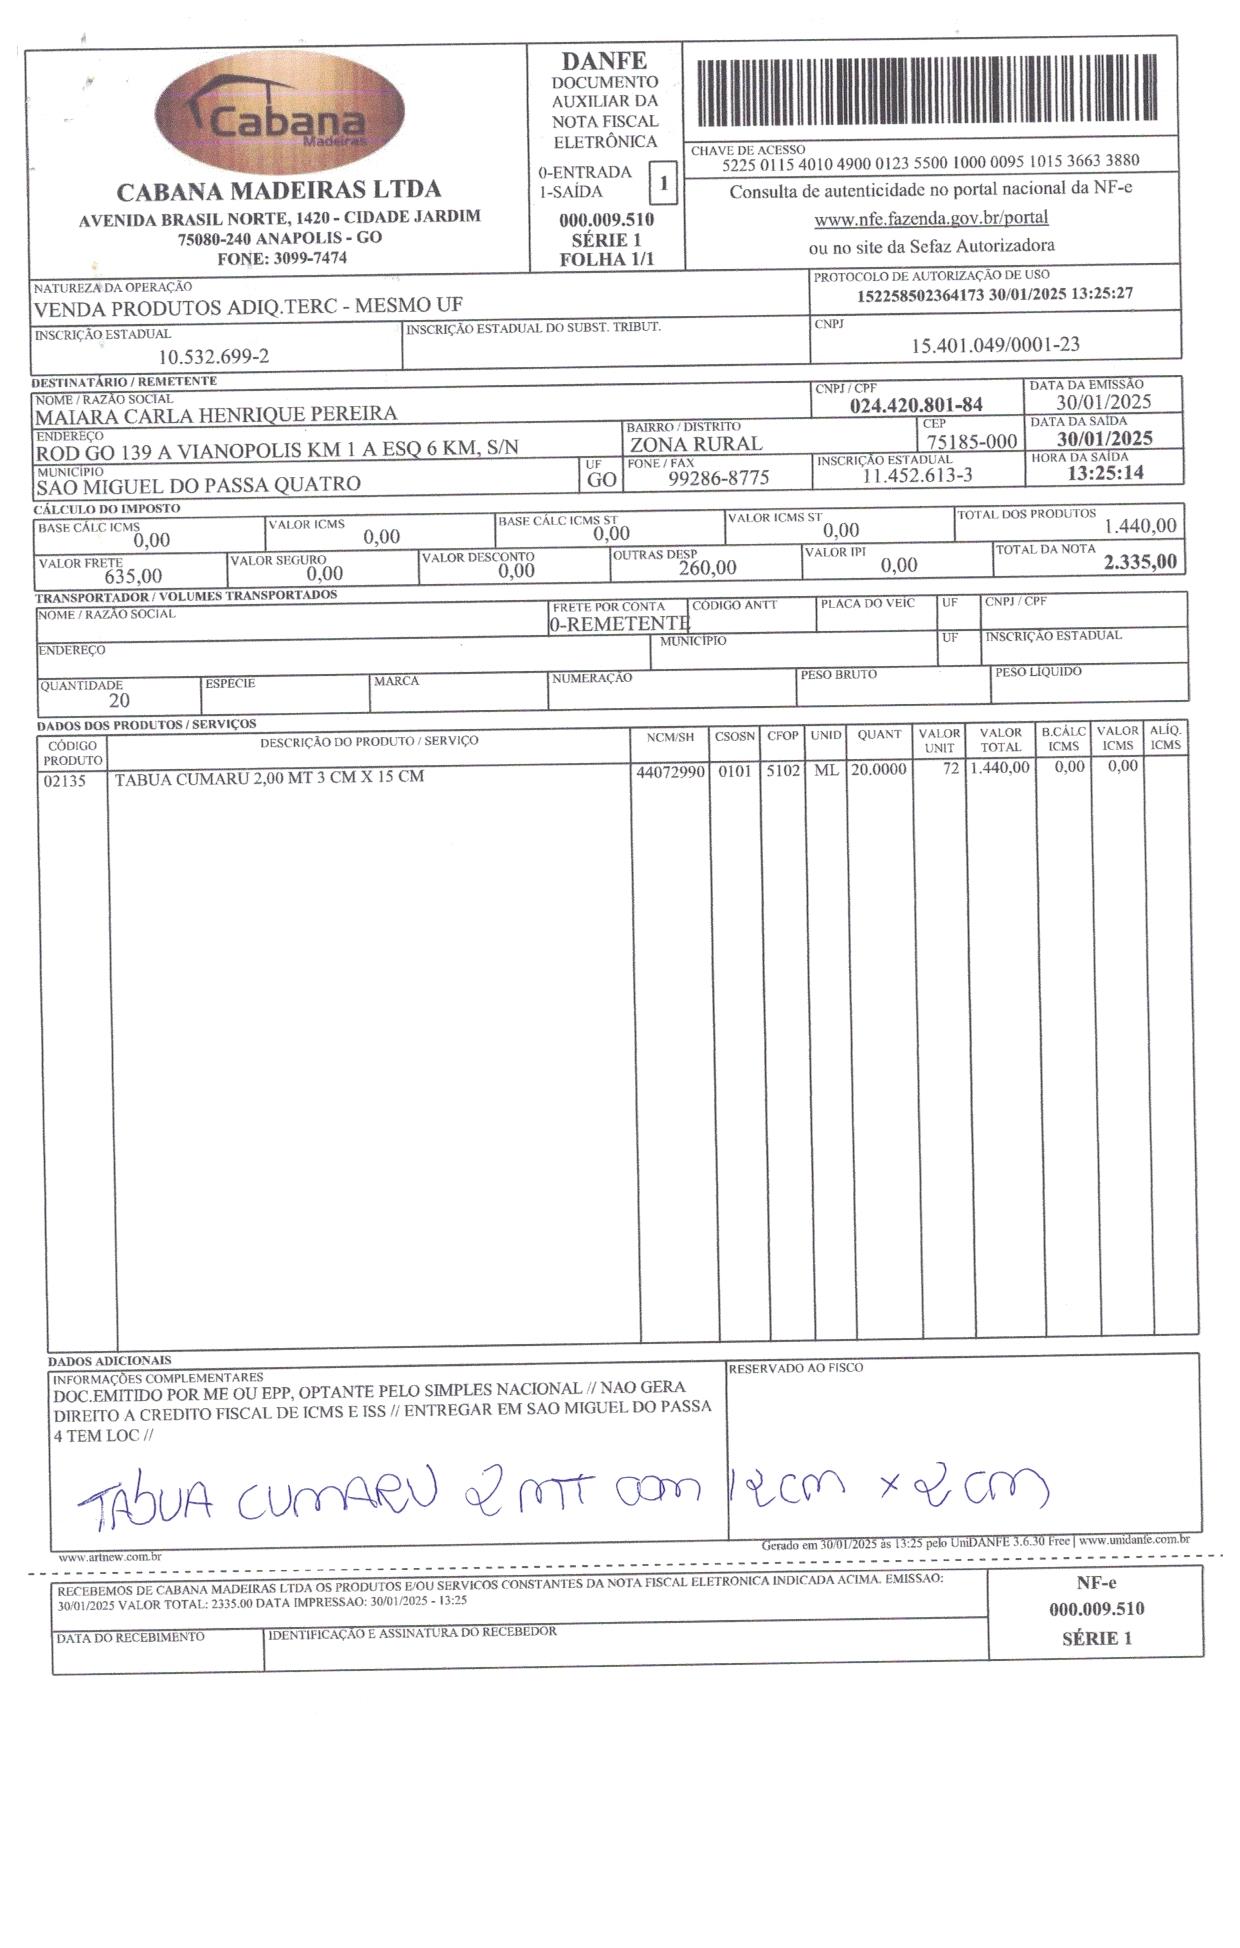 Cabana
Madeiras
CABANA MADEIRAS LTDA
AVENIDA BRASIL NORTE, 1420 - CIDADE JARDIM
75080-240 ANAPOLIS - GO
FONE: 3099-7474
DANFE
DOCUMENTO
AUXILIAR DA
NOTA FISCAL
ELETRÔNICA
0-ENTRADA
1-SAÍDA
1
000.009.510
SÉRIE 1
FOLHA 1/1
CHAVE DE ACESSO
5225 0115 4010 4900 0123 5500 1000 0095 1015 3663 3880
Consulta de autenticidade no portal nacional da NF-e
www.nfe.fazenda.gov.br/portal
ou no site da Sefaz Autorizadora
NATUREZA DA OPERAÇÃO
VENDA PRODUTOS ADIQ.TERC - MESMO UF
PROTOCOLO DE AUTORIZAÇÃO DE USO
152258502364173 30/01/2025 13:25:27
INSCRIÇÃO ESTADUAL
10.532.699-2
INSCRIÇÃO ESTADUAL DO SUBST. TRIBUT.
CNPJ
15.401.049/0001-23
DESTINATÁRIO / REMETENTE
NOME / RAZÃO SOCIAL
MAIARA CARLA HENRIQUE PEREIRA
CNPJ / CPF
024.420.801-84
DATA DA EMISSÃO
30/01/2025
ENDEREÇO
ROD GO 139 A VIANOPOLIS KM 1 A ESQ 6 KM, S/N
BAIRRO / DISTRITO
ZONA RURAL
CEP
75185-000
DATA DA SAÍDA
30/01/2025
MUNICÍPIO
SAO MIGUEL DO PASSA QUATRO
UF
GO
FONE / FAX
99286-8775
INSCRIÇÃO ESTADUAL
11.452.613-3
HORA DA SAÍDA
13:25:14
CÁLCULO DO IMPOSTO
BASE CÁLC ICMS
0,00
VALOR ICMS
0,00
BASE CÁLC ICMS ST
0,00
VALOR ICMS ST
0,00
TOTAL DOS PRODUTOS
1.440,00
VALOR FRETE
635,00
VALOR SEGURO
0,00
VALOR DESCONTO
0,00
OUTRAS DESP
260,00
VALOR IPI
0,00
TOTAL DA NOTA
2.335,00
TRANSPORTADOR / VOLUMES TRANSPORTADOS
NOME / RAZÃO SOCIAL
FRETE POR CONTA
0-REMETENTE
CÓDIGO ANTT
PLACA DO VEIC
UF
CNPJ / CPF
ENDEREÇO
MUNICÍPIO
UF
INSCRIÇÃO ESTADUAL
QUANTIDADE
20
ESPÉCIE
MARCA
NUMERAÇÃO
PESO BRUTO
PESO LÍQUIDO
DADOS DOS PRODUTOS / SERVIÇOS
CÓDIGO PRODUTO DESCRISÃO DO PRODUTO / SERVIÇO NCM/SH CSOSN CFOP UNID QUANT VALOR UNIT VALOR TOTAL B.CÁLC ICMS VALOR ICMS ALÍQ. ICMS
02135 TABUA CUMARU 2,00 MT 3 CM X 15 CM 44072990 0101 5102 ML 20.0000 72 1.440,00 0,00 0,00
DADOS ADICIONAIS
INFORMAÇÕES COMPLEMENTARES
DOC.EMITIDO POR ME OU EPP, OPTANTE PELO SIMPLES NACIONAL // NAO GERA
DIREITO A CREDITO FISCAL DE ICMS E ISS // ENTREGAR EM SAO MIGUEL DO PASSA
4 TEM LOC //
RESERVADO AO FISCO
TÁBUA CUMARU 2 MTT com 12 cm x 2 cm
www.artnew.com.br
Gerado em 30/01/2025 às 13:25 pelo UniDANFE 3.6.30 Free | www.unidanfe.com.br
RECEBEMOS DE CABANA MADEIRAS LTDA OS PRODUTOS E/OU SERVICOS CONSTANTES DA NOTA FISCAL ELETRONICA INDICADA ACIMA. EMISSAO:
30/01/2025 VALOR TOTAL: 2335.00 DATA IMPRESSAO: 30/01/2025 - 13:25
DATA DO RECEBIMENTO
IDENTIFICAÇÃO E ASSINATURA DO RECEBEDOR
NF-e
000.009.510
SÉRIE 1